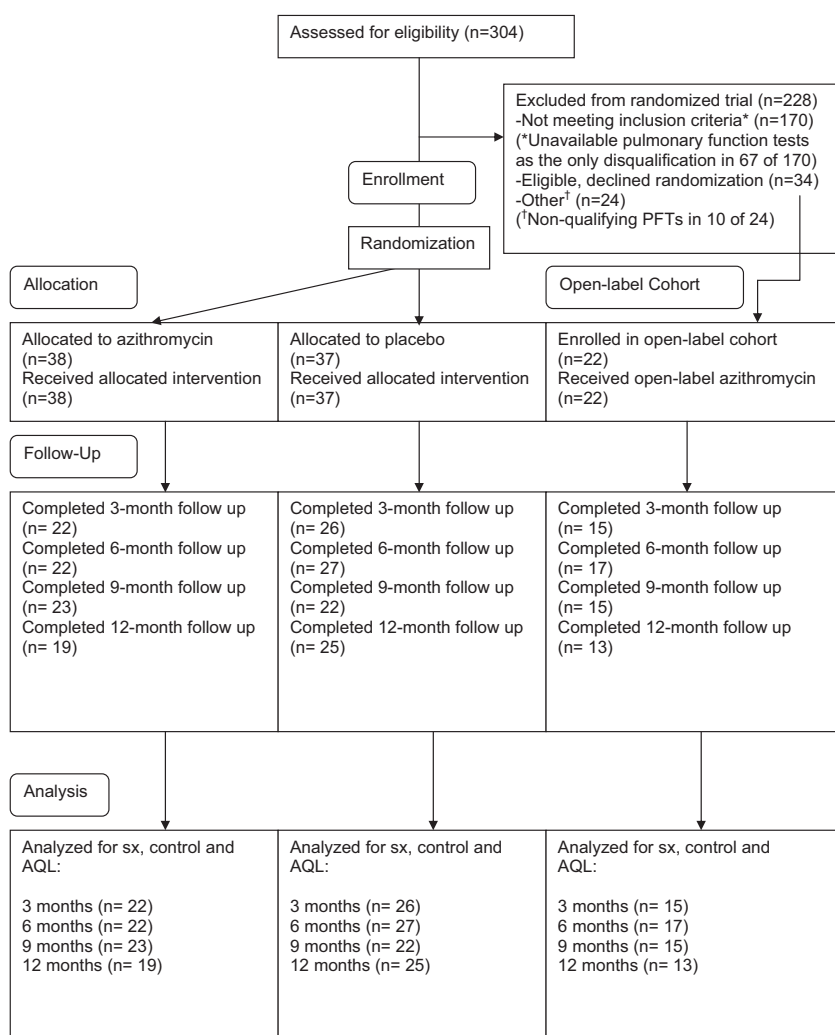 Assessed for eligibility (n=304)
Excluded from randomized trial (n=228)
-Not meeting inclusion criteria* (n=170)
(*Unavailable pulmonary function tests
as the only disqualification in 67 of 170)
-Eligible, declined randomization (n=34)
-Other† (n=24)
(†Non-qualifying PFTs in 10 of 24)
Enrollment
Randomization
Allocation
Open-label Cohort
Allocated to azithromycin
(n=38)
Received allocated intervention
(n=38)
Allocated to placebo
(n=37)
Received allocated intervention
(n=37)
Enrolled in open-label cohort
(n=22)
Received open-label azithromycin
(n=22)
Follow-Up
Completed 3-month follow up
(n= 22)
Completed 6-month follow up
(n= 22)
Completed 9-month follow up
(n= 23)
Completed 12-month follow up
(n= 19)
Completed 3-month follow up
(n= 26)
Completed 6-month follow up
(n= 27)
Completed 9-month follow up
(n= 22)
Completed 12-month follow up
(n= 25)
Completed 3-month follow up
(n= 15)
Completed 6-month follow up
(n= 17)
Completed 9-month follow up
(n= 15)
Completed 12-month follow up
(n= 13)
Analysis
Analyzed for sx, control and
AQL:
3 months (n= 22)
6 months (n= 22)
9 months (n= 23)
12 months (n= 19)
Analyzed for sx, control and
AQL:
3 months (n= 26)
6 months (n= 27)
9 months (n= 22)
12 months (n= 25)
Analyzed for sx, control and
AQL:
3 months (n= 15)
6 months (n= 17)
9 months (n= 15)
12 months (n= 13)